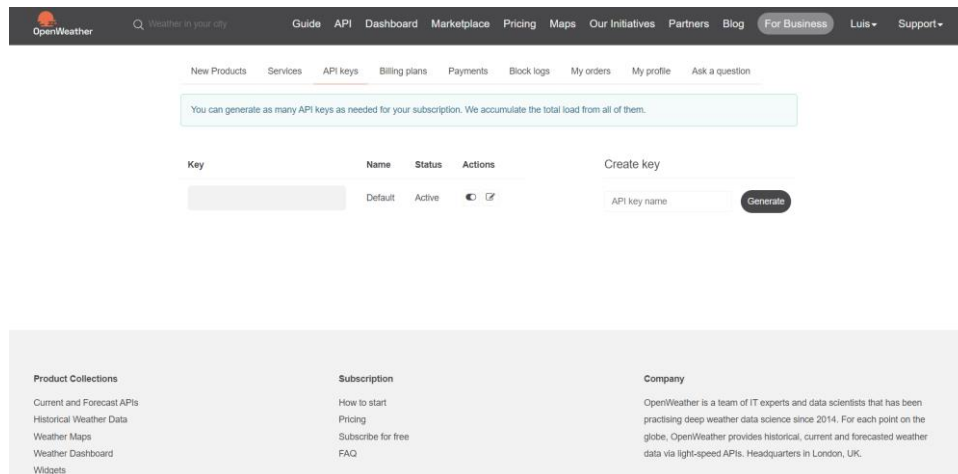 OpenWeather
Weather in your city
Guide API Dashboard Marketplace Pricing Maps Our Initiatives Partners Blog For Business Luis Support
New Products Services API keys Billing plans Payments Block logs My orders My profile Ask a question
You can generate as many API keys as needed for your subscription. We accumulate the total load from all of them.
Key Name Status Actions
Create key
Default Active
API key name Generate
Product Collections
Current and Forecast APIs
Historical Weather Data
Weather Maps
Weather Dashboard
Widgets
Subscription
How to start
Pricing
Subscribe for free
FAQ
Company
OpenWeather is a team of IT experts and data scientists that has been
practising deep weather data science since 2014. For each point on the
globe, OpenWeather provides historical, current and forecasted weather
data via light-speed APIs. Headquarters in London, UK.